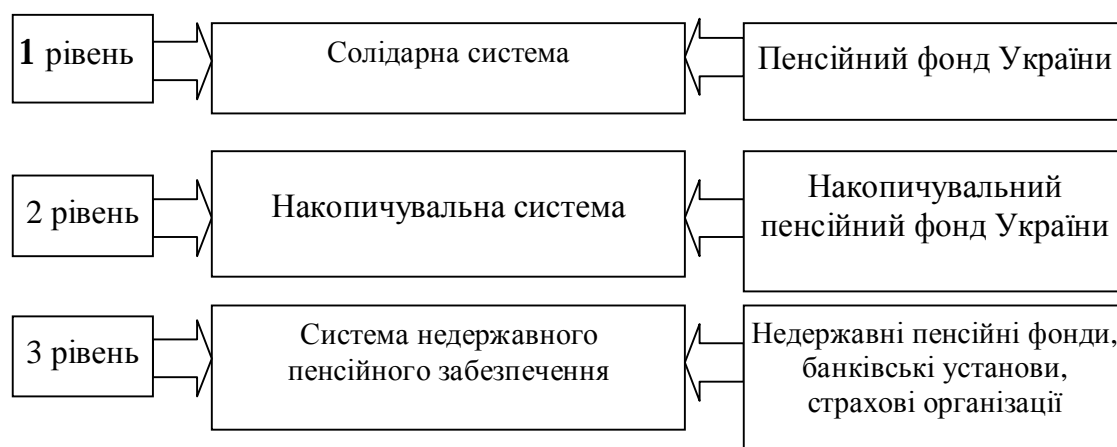 1 рівень
Солідарна система
Пенсійний фонд України
2 рівень
Накопичувальна система
Накопичувальний
пенсійний фонд України
3 рівень
Система недержавного
пенсійного забезпечення
Недержавні пенсійні фонди,
банківські установи,
страхові організації